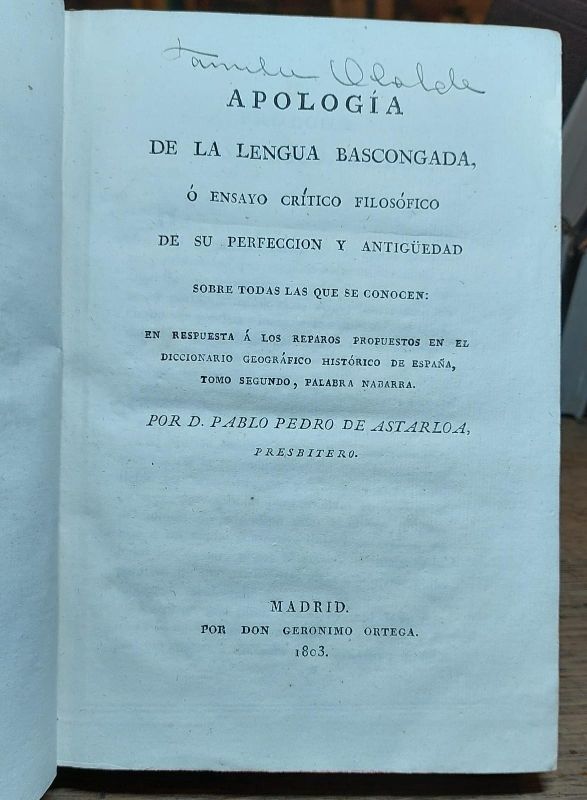 Familia Olalde
APOLOGÍA
DE LA LENGUA BASCONGADA,
Ó ENSAYO CRÍTICO FILOSÓFICO
DE SU PERFECCION Y ANTIGÜEDAD
SOBRE TODAS LAS QUE SE CONOCEN:
EN RESPUESTA Á LOS REPAROS PROPUESTOS EN EL
DICCIONARIO GEOGRÁFICO HISTÓRICO DE ESPAÑA,
TOMO SEGUNDO, PALABRA NABARRA.
POR D. PABLO PEDRO DE ASTARLOA,
PRESBITERO.
MADRID.
POR DON GERONIMO ORTEGA.
1803.